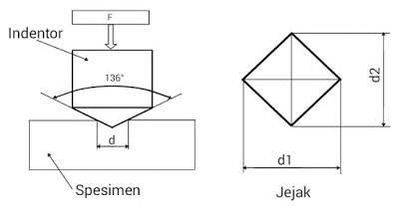 F
Indentor
136°
d
Spesimen
d1
d2
Jejak